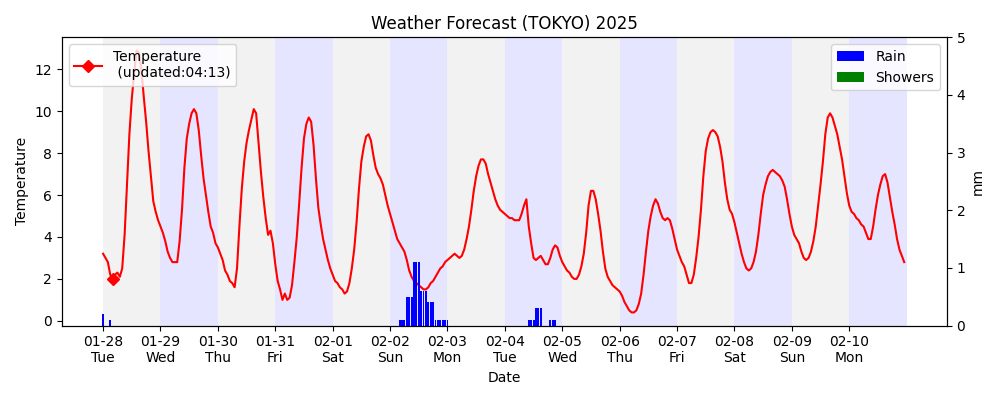 Weather Forecast (TOKYO) 2025
Temperature
(updated:04:13)
Rain
Showers
Temperature
12
10
8
6
4
2
0
5
4
3
2
1
0
mm
01-28 01-29 01-30 01-31 02-01 02-02 02-03 02-04 02-05 02-06 02-07 02-08 02-09 02-10
Tue Wed Thu Fri Sat Sun Mon Tue Wed Thu Fri Sat Sun Mon
Date